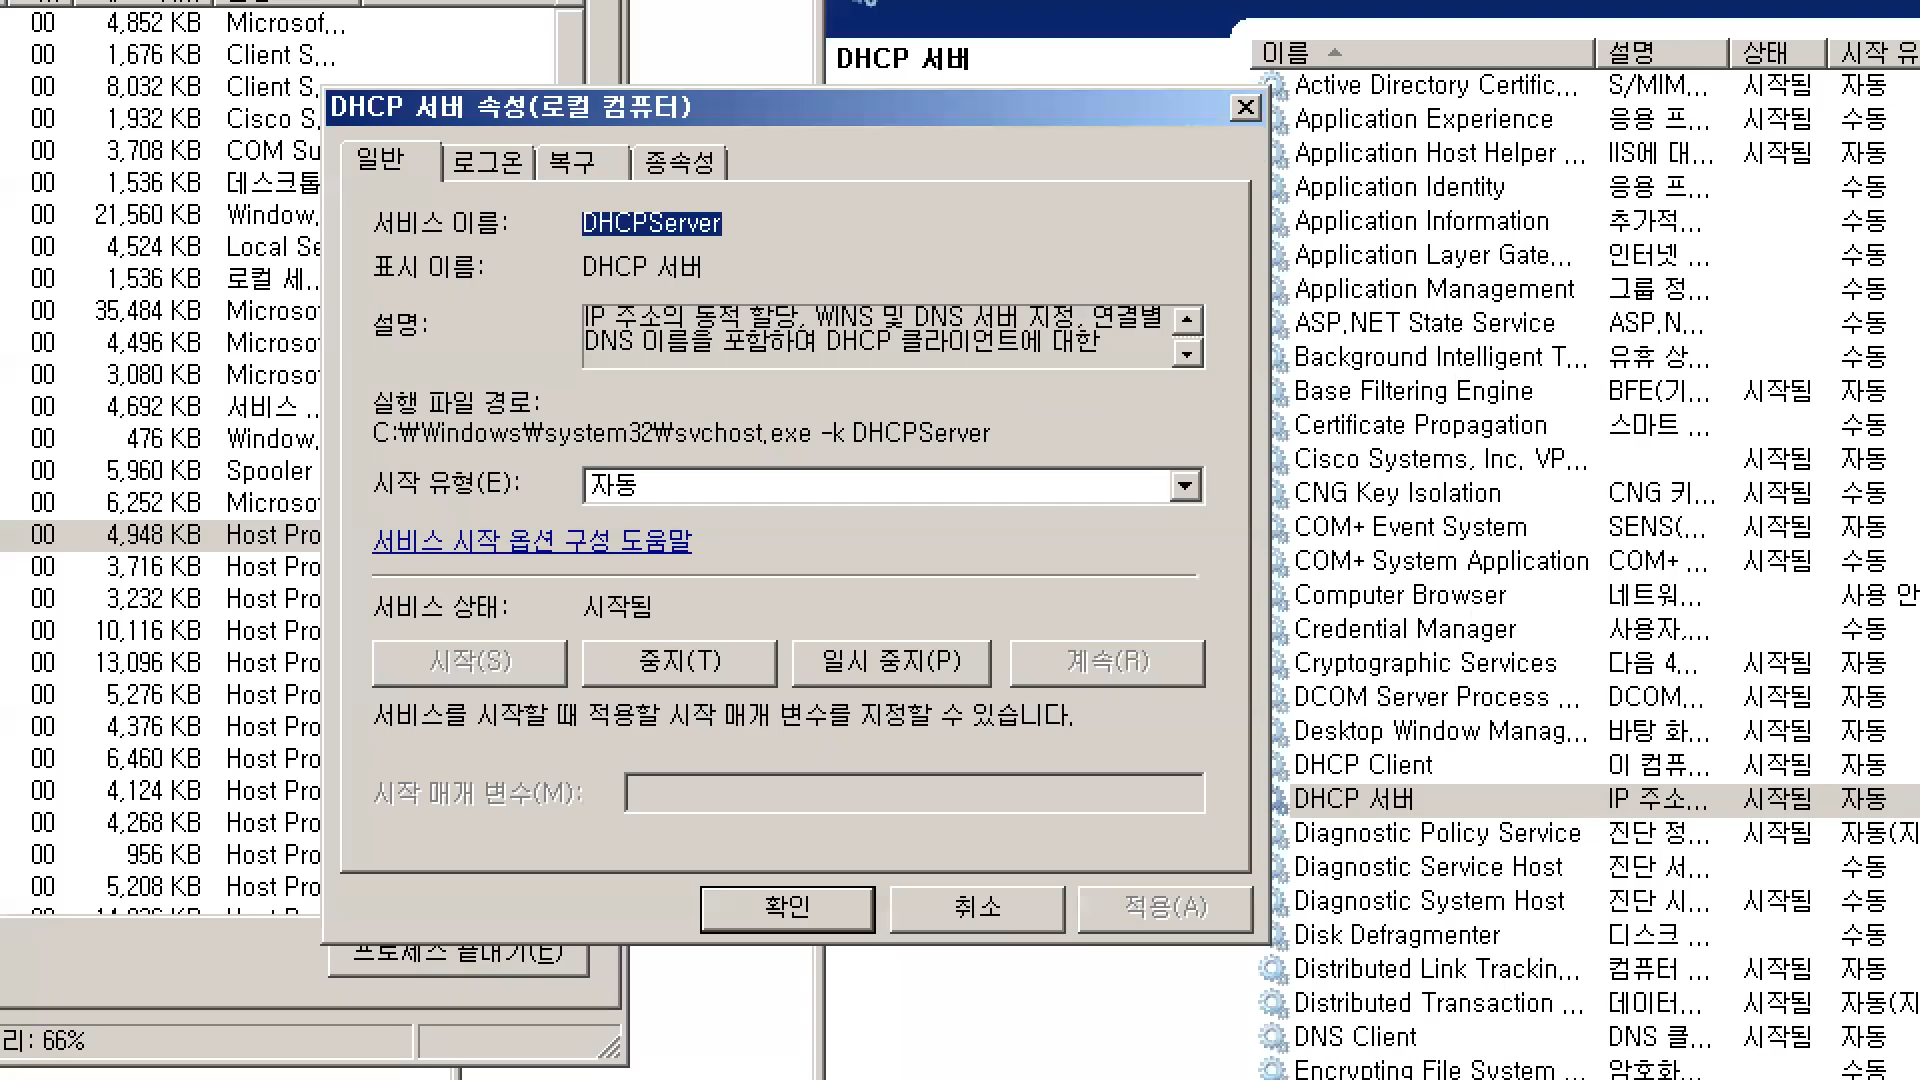 00 4,852 KB Microsof...
00 1,676 KB Client S...
00 8,032 KB Client S.
00 1,932 KB Cisco S.
00 3,708 KB COM Su
00 1,536 KB 데스크톱
00 21,560 KB Window.
00 4,524 KB Local Se
00 1,536 KB 로컬 세..
00 35,484 KB Microso
00 4,496 KB Microso
00 3,080 KB Microso
00 4,692 KB 서비스 ..
00 476 KB Window.
00 5,960 KB Spooler
00 6,252 KB Microso
00 4,948 KB Host Pro
00 3,716 KB Host Pro
00 3,232 KB Host Pro
00 10,116 KB Host Pro
00 13,096 KB Host Pro
00 5,276 KB Host Pro
00 4,376 KB Host Pro
00 6,460 KB Host Pro
00 4,124 KB Host Pro
00 4,268 KB Host Pro
00 956 KB Host Pro
00 5,208 KB Host Pro
프로세스 끝내기(E)
리: 66%
DHCP 서버 속성(로컬 컴퓨터)
일반 로그온 복구 종속성
서비스 이름: DHCPServer
표시 이름: DHCP 서버
설명: IP 주소의 동적 할당, WINS 및 DNS 서버 지정, 연결별
DNS 이름을 포함하여 DHCP 클라이언트에 대한
실행 파일 경로:
C:₩Windows₩system32₩svchost.exe -k DHCPServer
시작 유형(E): 자동
서비스 시작 옵션 구성 도움말
서비스 상태: 시작됨
시작(S) 중지(T) 일시 중지(P) 계속(R)
서비스를 시작할 때 적용할 시작 매개 변수를 지정할 수 있습니다.
시작 매개 변수(M):
확인 취소 적용(A)
DHCP 서버
이름 설명 상태 시작 유
Active Directory Certific... S/MIM... 시작됨 자동
Application Experience 응용 프... 시작됨 수동
Application Host Helper ... IIS에 대... 시작됨 자동
Application Identity 응용 프... 수동
Application Information 추가적... 수동
Application Layer Gate... 인터넷 ... 수동
Application Management 그룹 정... 수동
ASP.NET State Service ASP.N... 수동
Background Intelligent T... 유휴 상... 수동
Base Filtering Engine BFE(기... 시작됨 자동
Certificate Propagation 스마트 ... 수동
Cisco Systems, Inc. VP... 시작됨 자동
CNG Key Isolation CNG 키... 시작됨 수동
COM+ Event System SENS(... 시작됨 자동
COM+ System Application COM+ ... 시작됨 수동
Computer Browser 네트워... 사용 안
Credential Manager 사용자,... 수동
Cryptographic Services 다음 4... 시작됨 자동
DCOM Server Process ... DCOM... 시작됨 자동
Desktop Window Manag... 바탕 화... 시작됨 자동
DHCP Client 이 컴퓨... 시작됨 자동
DHCP 서버 IP 주소... 시작됨 자동
Diagnostic Policy Service 진단 정... 시작됨 자동(지
Diagnostic Service Host 진단 서... 수동
Diagnostic System Host 진단 시... 시작됨 수동
Disk Defragmenter 디스크 ... 수동
Distributed Link Trackin... 컴퓨터 ... 시작됨 자동
Distributed Transaction ... 데이터... 시작됨 자동(지
DNS Client DNS 클... 시작됨 자동
Encrypting File System ... 암호화... 수동